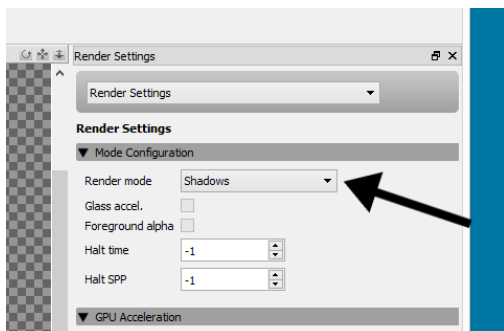 Render Settings
Render Settings
Render Settings
Mode Configuration
Render mode Shadows
Glass accel.
Foreground alpha
Halt time -1
Halt SPP -1
GPU Acceleration